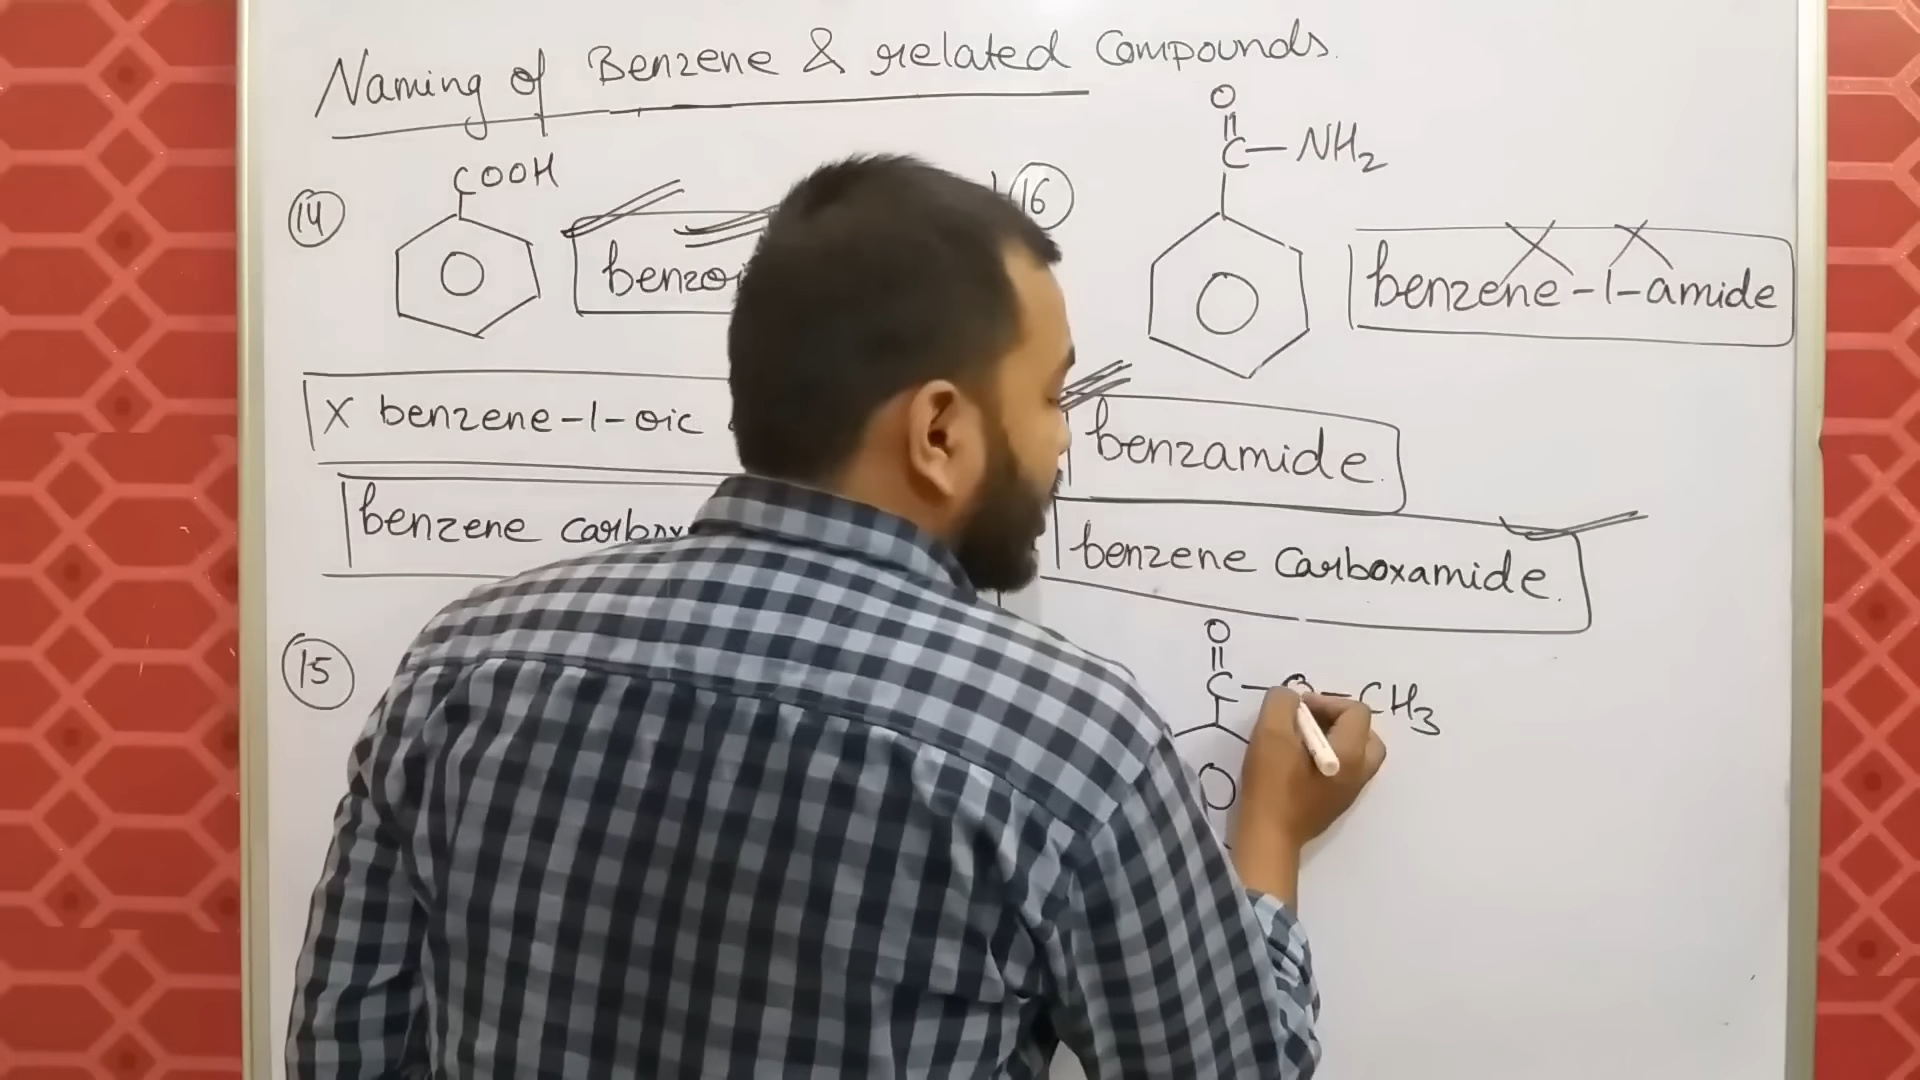 Naming of Benzene & related Compounds.
14
COOH
X benzene-1-oic
benzene
15
16
O
C-NH2
benzene-1-amide
benzamide.
benzene Carboxamide.
O
C-O-CH3